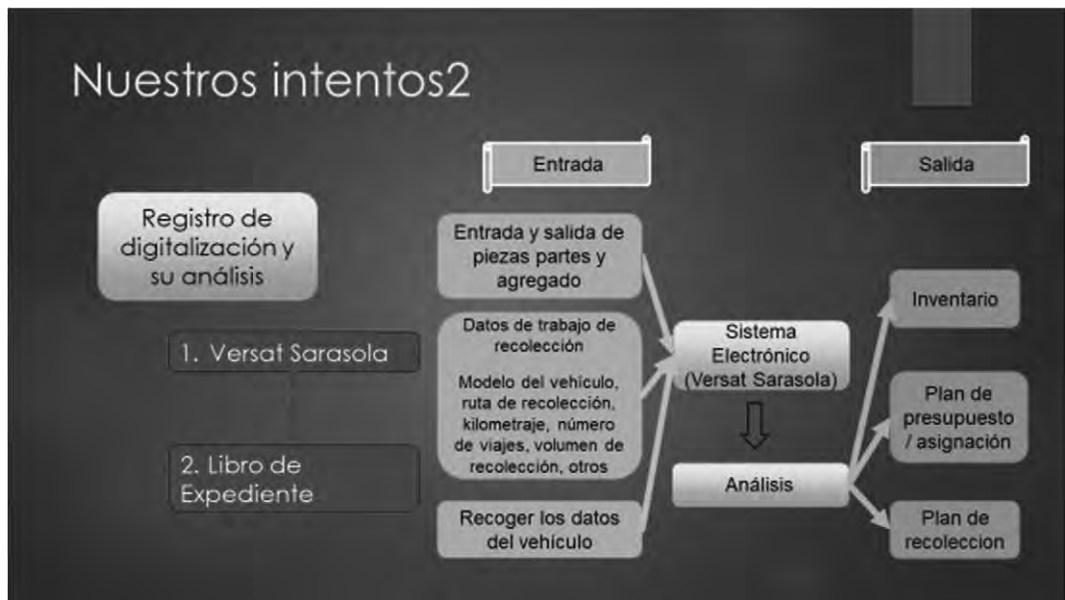 Nuestros intentos2
Registro de
digitalización y
su análisis
1. Versat Sarasola
2. Libro de
Expediente
Entrada
Entrada y salida de
piezas partes y
agregado
Datos de trabajo de
recolección
Modelo del vehículo,
ruta de recolección,
kilometraje, número
de viajes, volumen de
recolección, otros
Recoger los datos
del vehículo
Sistema
Electrónico
(Versat Sarasola)
Análisis
Salida
Inventario
Plan de
presupuesto
/ asignación
Plan de
recoleccion